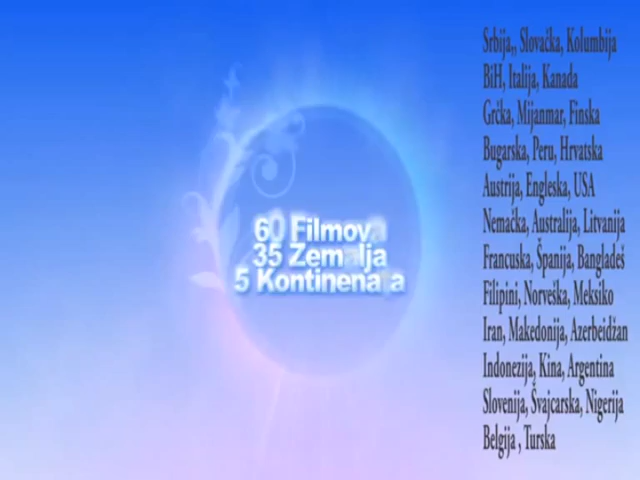 60 Filmova
35 Zemalja
5 Kontinenata
Srbija,, Slovačka, Kolumbija
BiH, Italija, Kanada
Grčka, Mijanmar, Finska
Bugarska, Peru, Hrvatska
Austrija, Engleska, USA
Nemačka, Australija, Litvanija
Francuska, Španija, Bangladeš
Filipini, Norveška, Meksiko
Iran, Makedonija, Azerbeidžan
Indonezija, Kina, Argentina
Slovenija, Švajcarska, Nigerija
Belgija , Turska